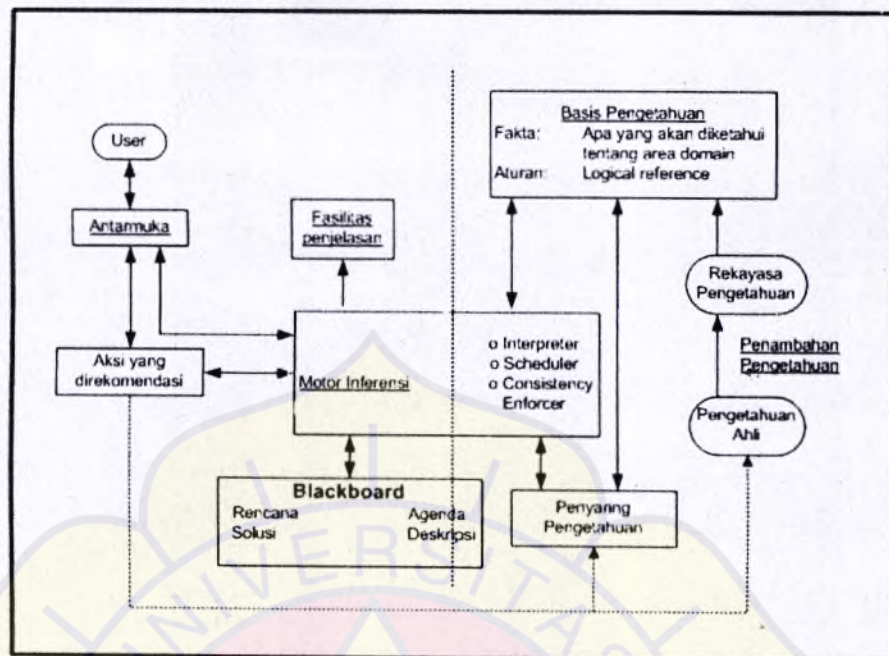 User
Antarmuka
Aksi yang
direkomendasi
Fasilitas
penjelasan
Motor Inferensi
o Interpreter
o Scheduler
o Consistency
Enforcer
Blackboard
Rencana Agenda
Solusi Deskripsi
Basis Pengetahuan
Fakta: Apa yang akan diketahui
tentang area domain
Aturan: Logical reference
Rekayasa
Pengetahuan
Penambahan
Pengetahuan
Pengetahuan
Ahli
Penyaring
Pengetahuan
UNIVERSITAS